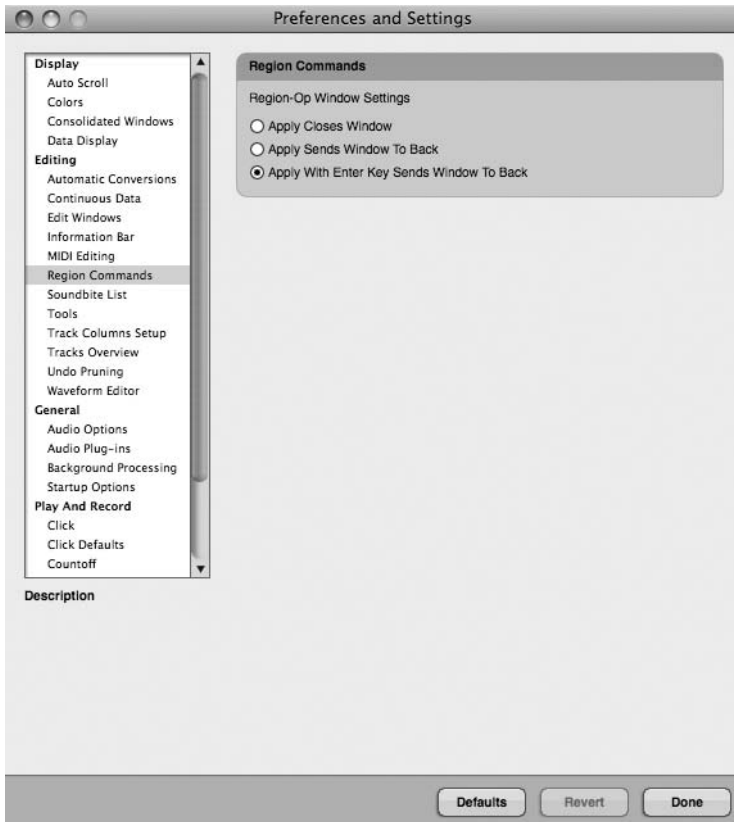 Preferences and Settings
Display
Auto Scroll
Colors
Consolidated Windows
Data Display
Editing
Automatic Conversions
Continuous Data
Edit Windows
Information Bar
MIDI Editing
Region Commands
Soundbite List
Tools
Track Columns Setup
Tracks Overview
Undo Pruning
Waveform Editor
General
Audio Options
Audio Plug-ins
Background Processing
Startup Options
Play And Record
Click
Click Defaults
Countoff
Description
Region Commands
Region-Op Window Settings
Apply Closes Window
Apply Sends Window To Back
Apply With Enter Key Sends Window To Back
Defaults
Revert
Done